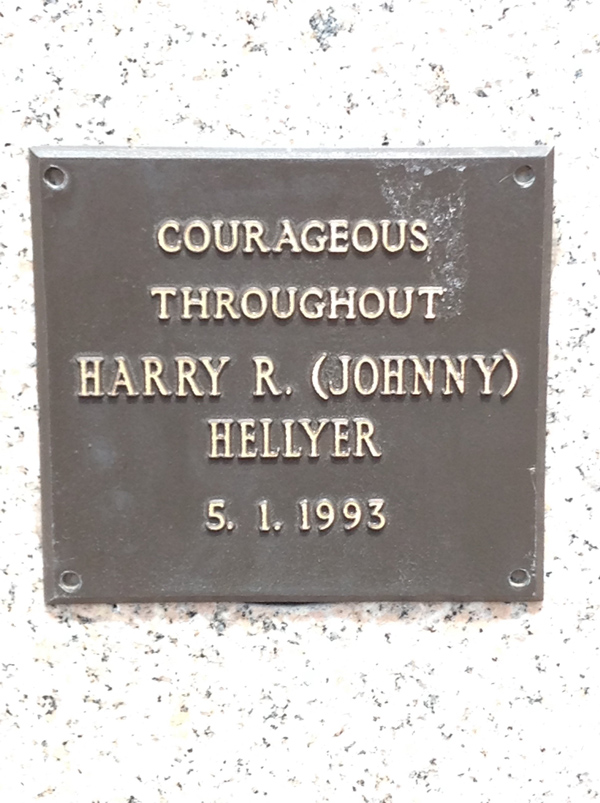 COURAGEOUS
THROUGHOUT
HARRY R. (JOHNNY)
HELLYER
5. 1. 1993